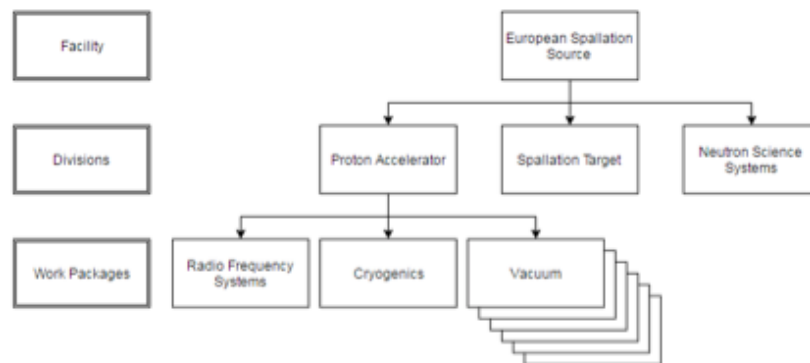 Facility
European Spallation
Source
Divisions
Proton Accelerator
Spallation Target
Neutron Science
Systems
Work Packages
Radio Frequency
Systems
Cryogenics
Vacuum